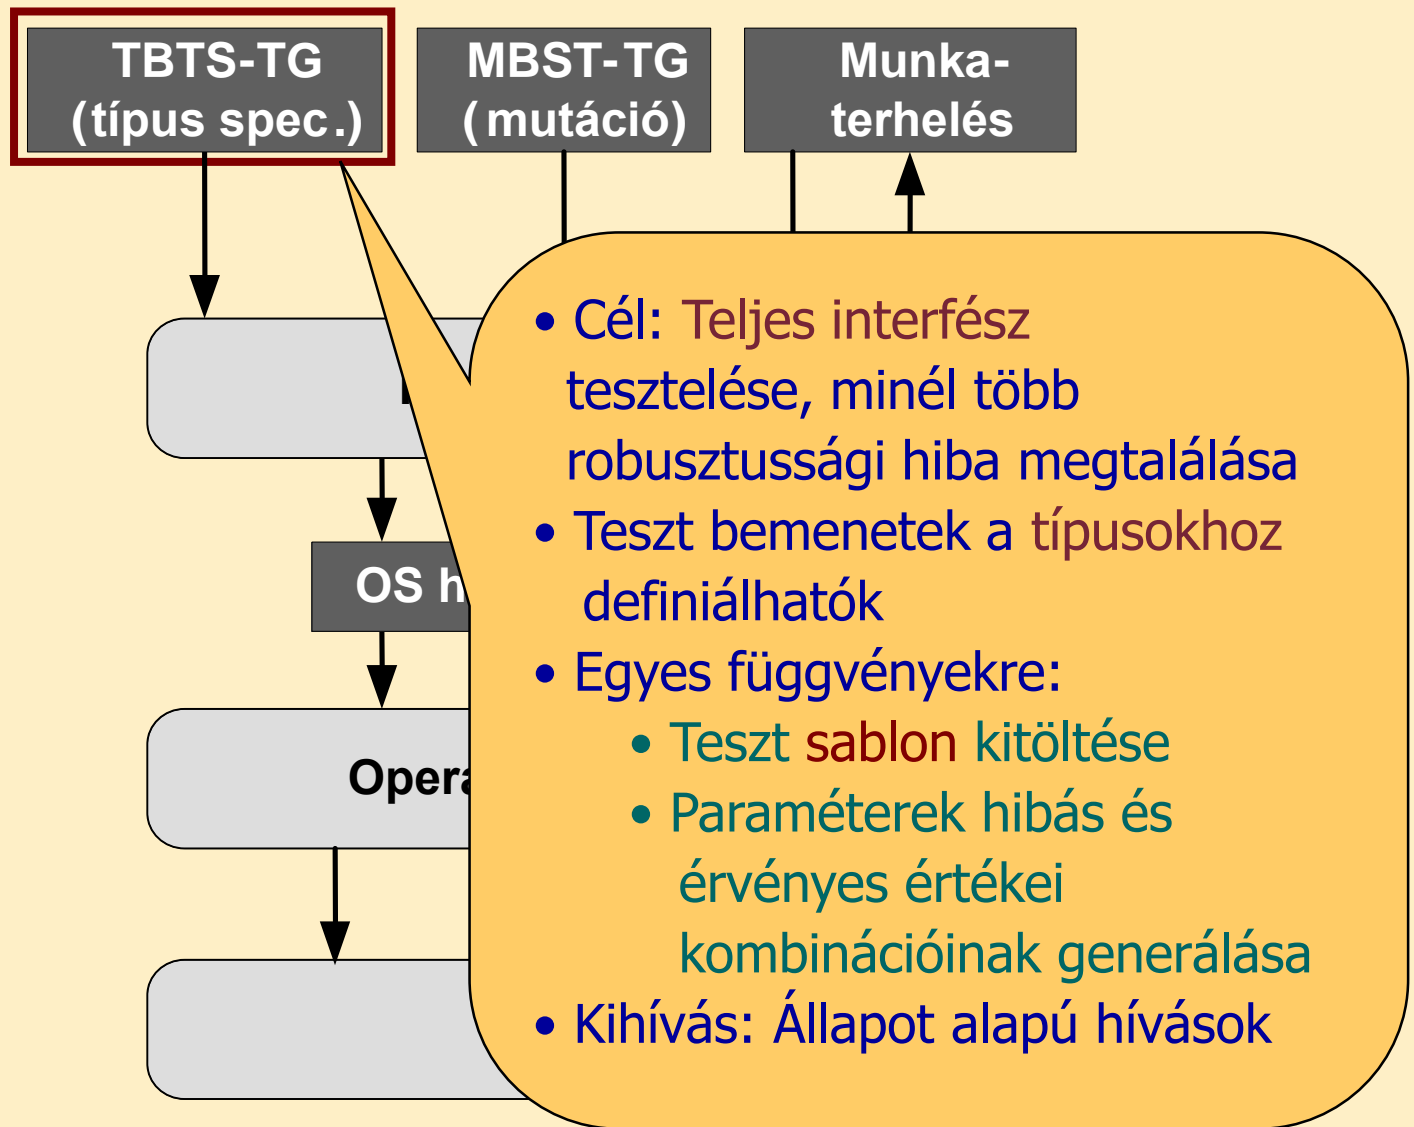 TBTS-TG
(típus spec.)
MBST-TG
(mutáció)
Munka-
terhelés
• Cél: Teljes interfész
tesztelése, minél több
robusztussági hiba megtalálása
• Teszt bemenetek a típusokhoz
definiálhatók
• Egyes függvényekre:
• Teszt sablon kitöltése
• Paraméterek hibás és
érvényes értékei
kombinációinak generálása
• Kihívás: Állapot alapú hívások
OS